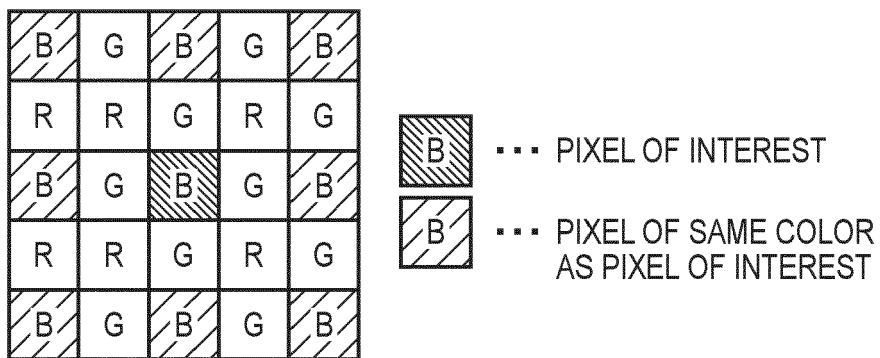 B G B G B
R R G R G
B G B G B
R R G R G
B G B G B
B ... PIXEL OF INTEREST
B ... PIXEL OF SAME COLOR
AS PIXEL OF INTEREST